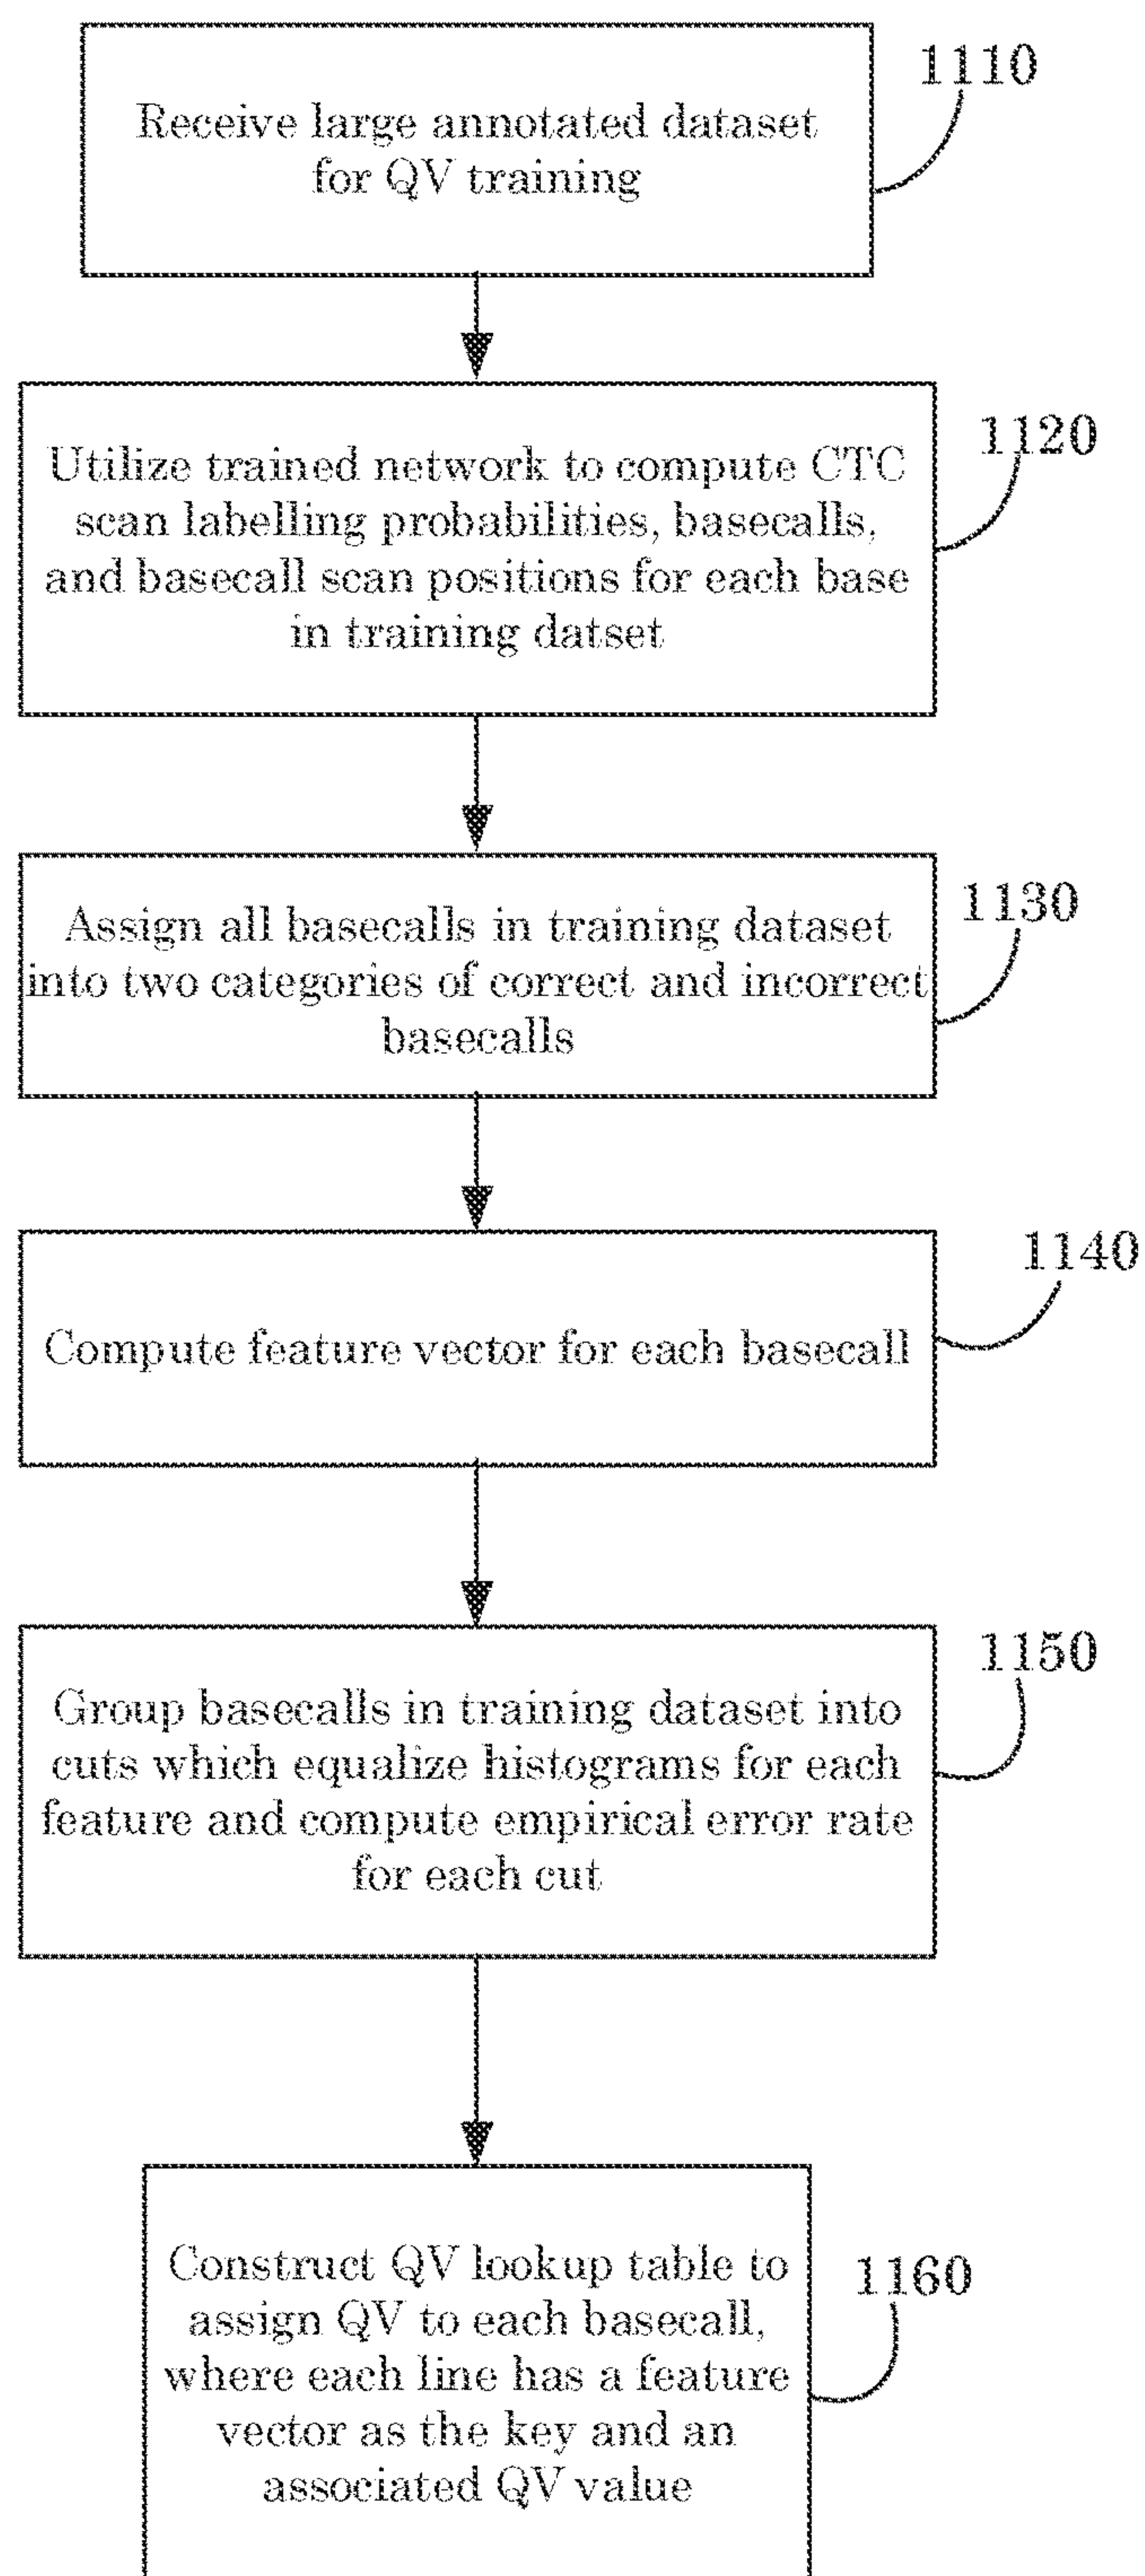 1110
Receive large annotated dataset
for QV training
1120
Utilize trained network to compute CTC
scan labelling probabilities, basecalls,
and basecall scan positions for each base
in training datset
1130
Assign all basecalls in training dataset
into two categories of correct and incorrect
basecalls
1140
Compute feature vector for each basecall
1150
Group basecalls in training dataset into
cuts which equalize histograms for each
feature and compute empirical error rate
for each cut
1160
Construct QV lookup table to
assign QV to each basecall,
where each line has a feature
vector as the key and an
associated QV value